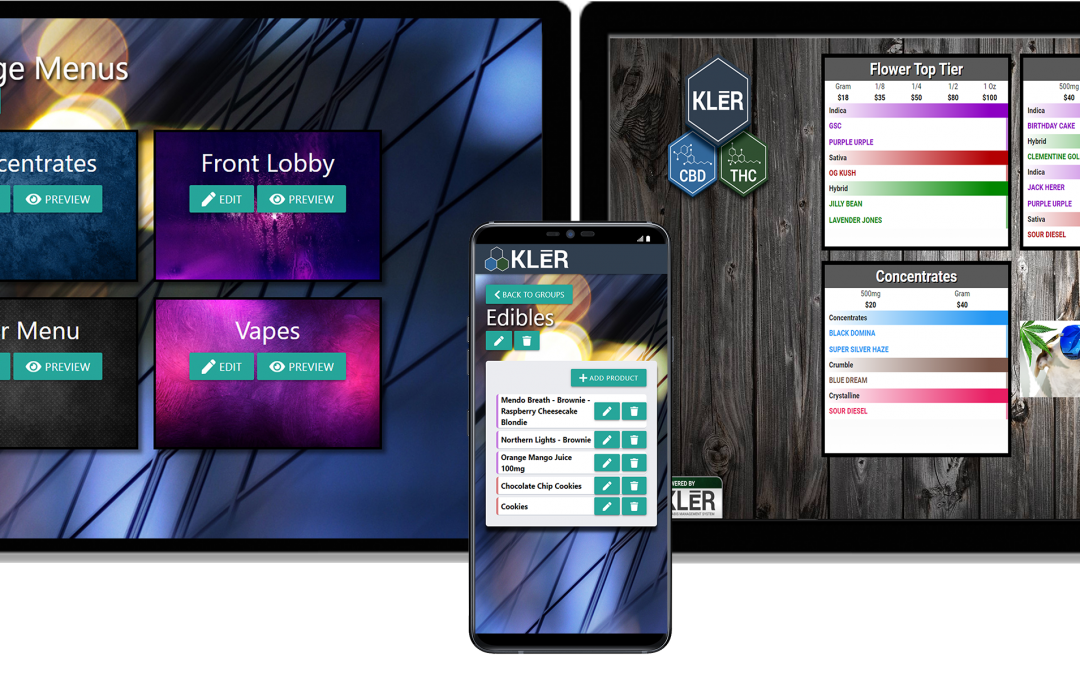 ge Menus
centrates
PREVIEW
Front Lobby
EDIT
PREVIEW
r Menu
PREVIEW
Vapes
EDIT
PREVIEW
KLĒR
BACK TO GROUPS
Edibles
ADD PRODUCT
Mendo Breath - Brownie -
Raspberry Cheesecake
Blondie
Northern Lights - Brownie
Orange Mango Juice
100mg
Chocolate Chip Cookies
Cookies
KLĒR
CBD
THC
Flower Top Tier
Gram 1/8 1/4 1/2 1 Oz
$18 $35 $50 $80 $100
Indica
GSC
PURPLE URPLE
Sativa
OG KUSH
Hybrid
JILLY BEAN
LAVENDER JONES
Concentrates
500mg Gram
$20 $40
Concentrates
BLACK DOMINA
SUPER SILVER HAZE
Crumble
BLUE DREAM
Crystalline
SOUR DIESEL
500mg
$40
Indica
BIRTHDAY CAKE
Hybrid
CLEMENTINE GOL
Indica
JACK HERER
PURPLE URPLE
Sativa
SOUR DIESEL
WERED BY
KLĒR